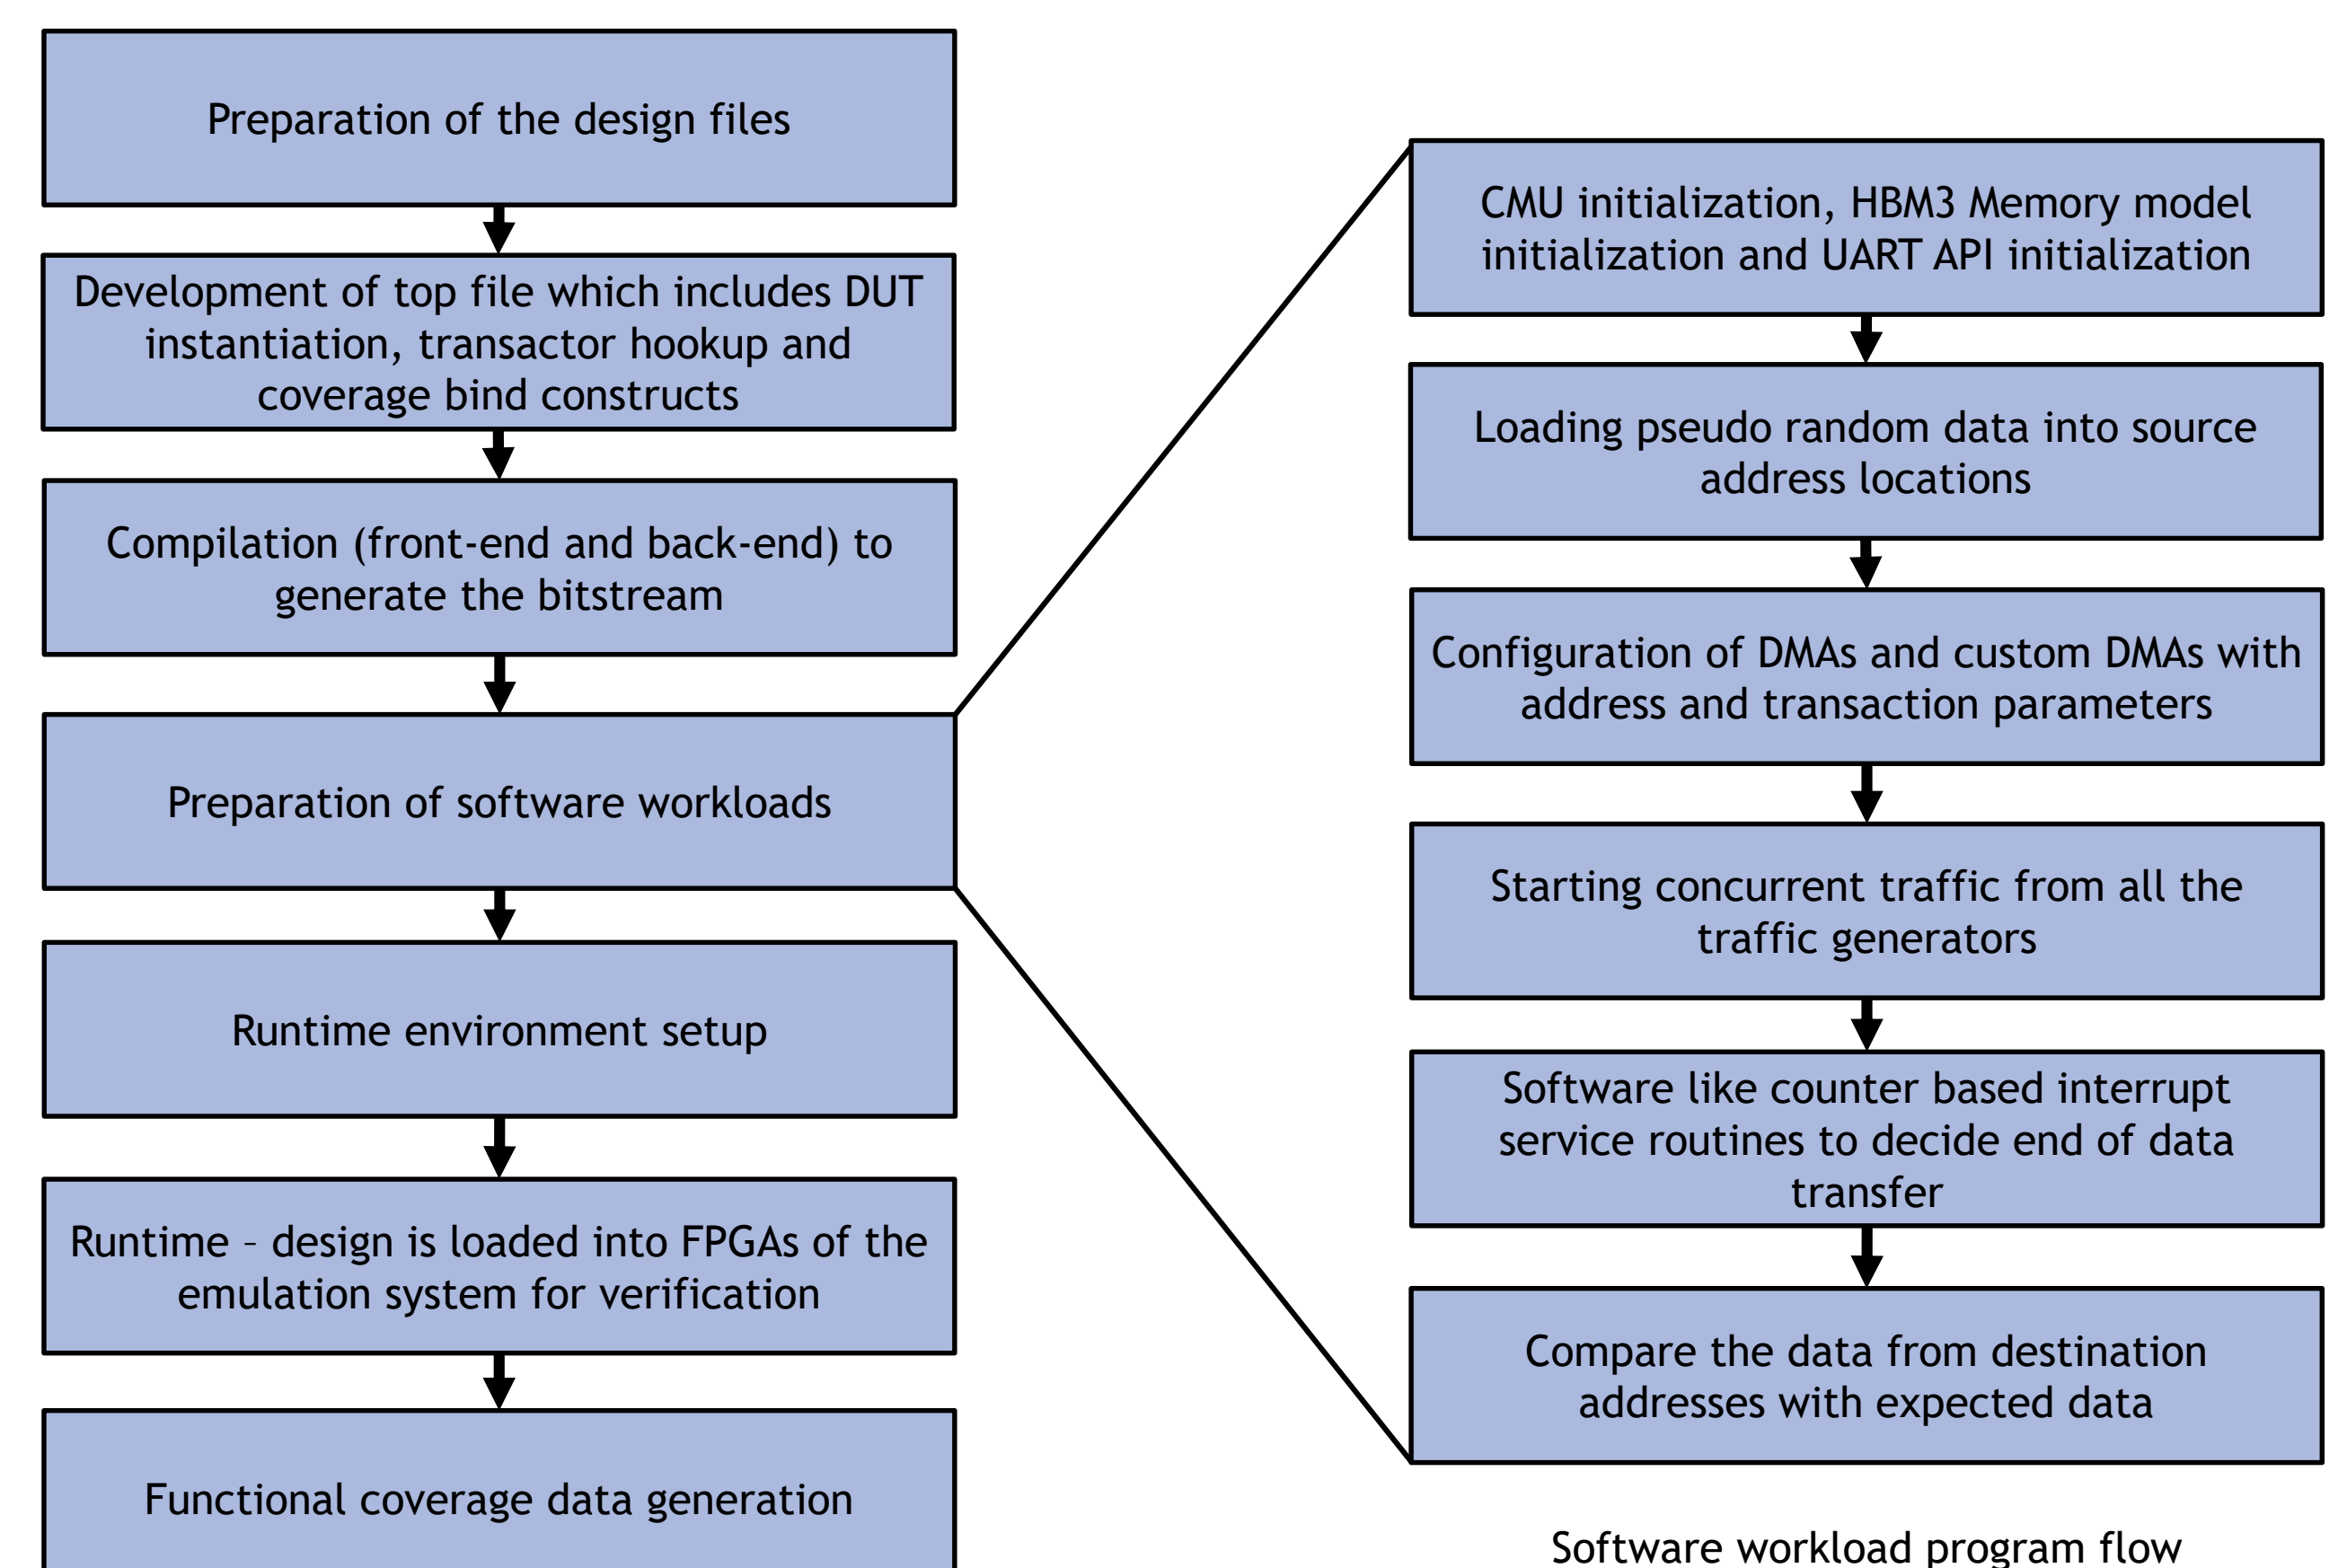 Preparation of the design files
Development of top file which includes DUT
instantiation, transactor hookup and
coverage bind constructs
Compilation (front-end and back-end) to
generate the bitstream
Preparation of software workloads
Runtime environment setup
Runtime – design is loaded into FPGAs of the
emulation system for verification
Functional coverage data generation
CMU initialization, HBM3 Memory model
initialization and UART API initialization
Loading pseudo random data into source
address locations
Configuration of DMAs and custom DMAs with
address and transaction parameters
Starting concurrent traffic from all the
traffic generators
Software like counter based interrupt
service routines to decide end of data
transfer
Compare the data from destination
addresses with expected data
Software workload program flow